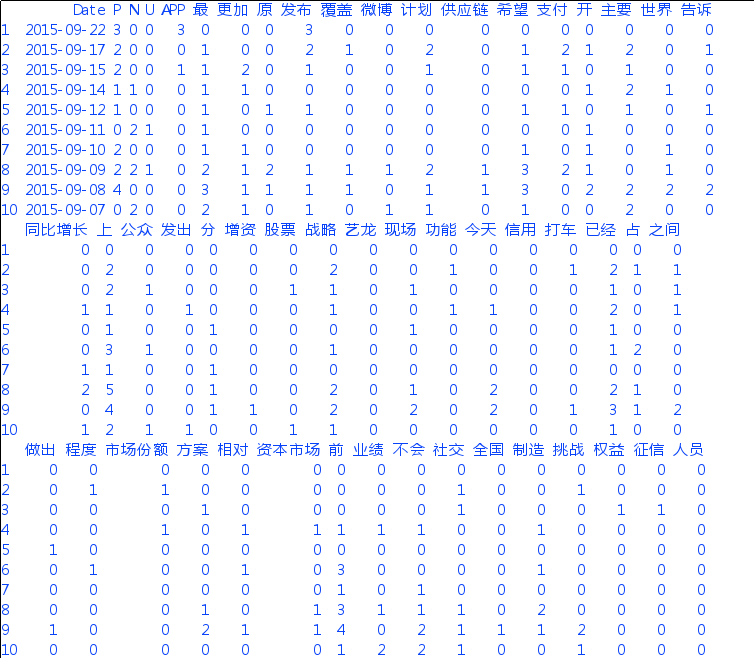 Date P N U APP 最 更加 原 发布 覆盖 微博 计划 供应链 希望 支付 开 主要 世界 告诉
1 2015-09-22 3 0 0 3 0 0 0 3 0 0 0 0 0 0 0 0 0 0
2 2015-09-17 2 0 0 0 1 0 0 2 1 0 2 0 1 2 1 2 0 1
3 2015-09-15 2 0 0 1 1 2 0 1 0 0 1 0 1 1 0 1 0 0
4 2015-09-14 1 1 0 0 1 1 0 0 0 0 0 0 0 0 1 2 1 0
5 2015-09-12 1 0 0 0 1 0 1 1 0 0 0 0 1 1 0 1 0 1
6 2015-09-11 0 2 1 0 1 0 0 0 0 0 0 0 0 0 1 0 0 0
7 2015-09-10 2 0 0 0 1 1 0 0 0 0 0 0 1 0 1 0 1 0
8 2015-09-09 2 2 1 0 2 1 2 1 1 1 2 1 3 2 1 0 1 0
9 2015-09-08 4 0 0 0 3 1 1 1 1 0 1 1 3 0 2 2 2 2
10 2015-09-07 0 2 0 0 2 1 0 1 0 1 1 0 1 0 0 2 0 0
同比增长 上 公众 发出 分 增资 股票 战略 艺龙 现场 功能 今天 信用 打车 已经 占 之间
1 0 0 0 0 0 0 0 0 0 0 0 0 0 0 0 0 0
2 0 2 0 0 0 0 0 2 0 0 1 0 0 1 2 1 1
3 0 2 1 0 0 0 1 1 0 1 0 0 0 0 1 0 1
4 1 1 0 1 0 0 0 1 0 0 1 1 0 0 2 0 1
5 0 1 0 0 1 0 0 0 0 1 0 0 0 0 1 0 0
6 0 3 1 0 0 0 0 1 0 0 0 0 0 0 1 2 0
7 1 1 0 0 1 0 0 0 0 0 0 0 0 0 0 0 0
8 2 5 0 0 1 0 0 2 0 1 0 2 0 0 2 1 0
9 0 4 0 0 1 1 0 2 0 2 0 2 0 1 3 1 2
10 1 2 1 1 0 0 1 1 0 0 0 0 0 0 1 0 0
做出 程度 市场份额 方案 相对 资本市场 前 业绩 不会 社交 全国 制造 挑战 权益 征信 人员
1 0 0 0 0 0 0 0 0 0 0 0 0 0 0 0 0
2 0 1 1 0 0 0 0 0 0 1 0 0 1 0 0 0
3 0 0 0 1 0 0 0 0 0 1 0 0 0 1 1 0
4 0 0 1 0 1 1 1 1 1 0 0 1 0 0 0 0
5 1 0 0 0 0 0 0 0 0 0 0 0 0 0 0 0
6 0 1 0 0 1 0 3 0 0 0 0 1 0 0 0 0
7 0 0 0 0 0 0 1 0 1 0 0 0 0 0 0 0
8 0 0 0 1 0 1 3 1 1 1 0 2 0 0 0 0
9 1 0 0 2 1 1 4 0 2 1 1 1 2 0 0 0
10 0 0 0 0 0 0 1 2 2 1 0 0 1 0 0 0